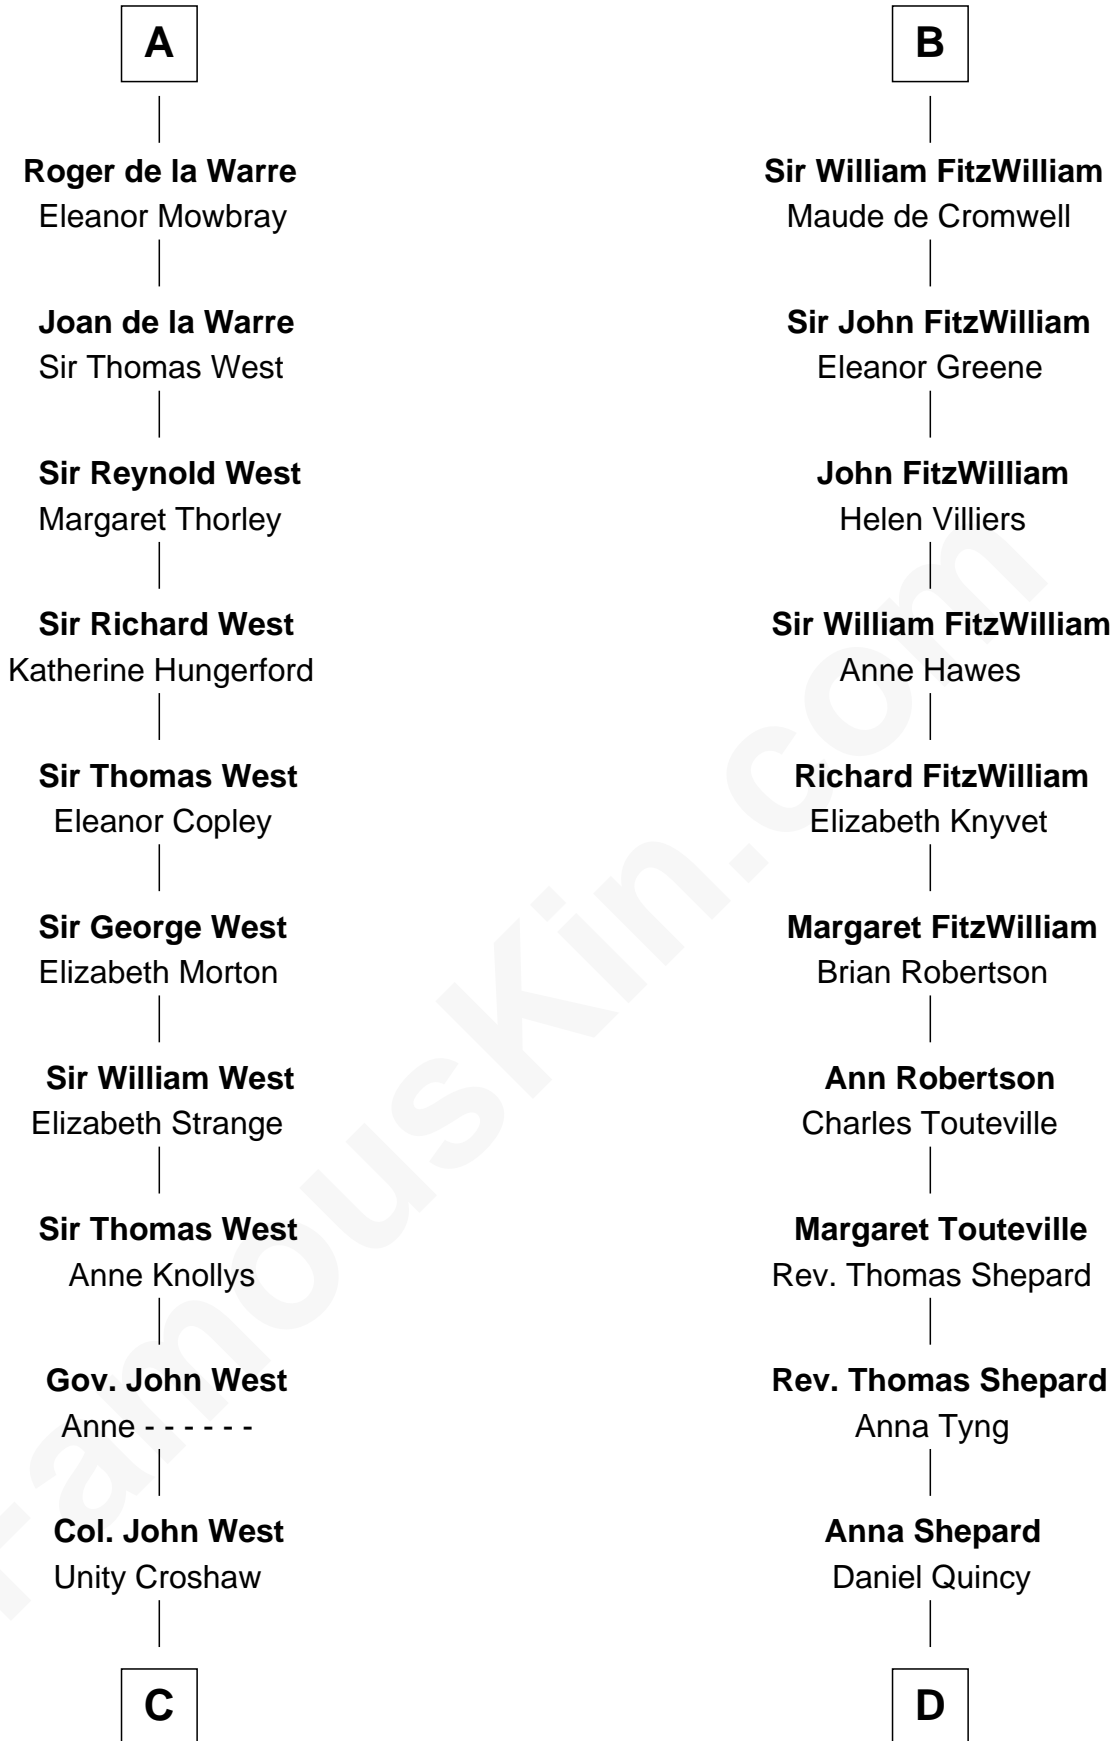 A
Roger de la Warre
Eleanor Mowbray
Joan de la Warre
Sir Thomas West
Sir Reynold West
Margaret Thorley
Sir Richard West
Katherine Hungerford
Sir Thomas West
Eleanor Copley
Sir George West
Elizabeth Morton
Sir William West
Elizabeth Strange
Sir Thomas West
Anne Knollys
Gov. John West
Anne - - - - - -
Col. John West
Unity Croshaw
C
B
Sir William FitzWilliam
Maude de Cromwell
Sir John FitzWilliam
Eleanor Greene
John FitzWilliam
Helen Villiers
Sir William FitzWilliam
Anne Hawes
Richard FitzWilliam
Elizabeth Knyvet
Margaret FitzWilliam
Brian Robertson
Ann Robertson
Charles Touteville
Margaret Touteville
Rev. Thomas Shepard
Rev. Thomas Shepard
Anna Tyng
Anna Shepard
Daniel Quincy
D
FamousKin.com